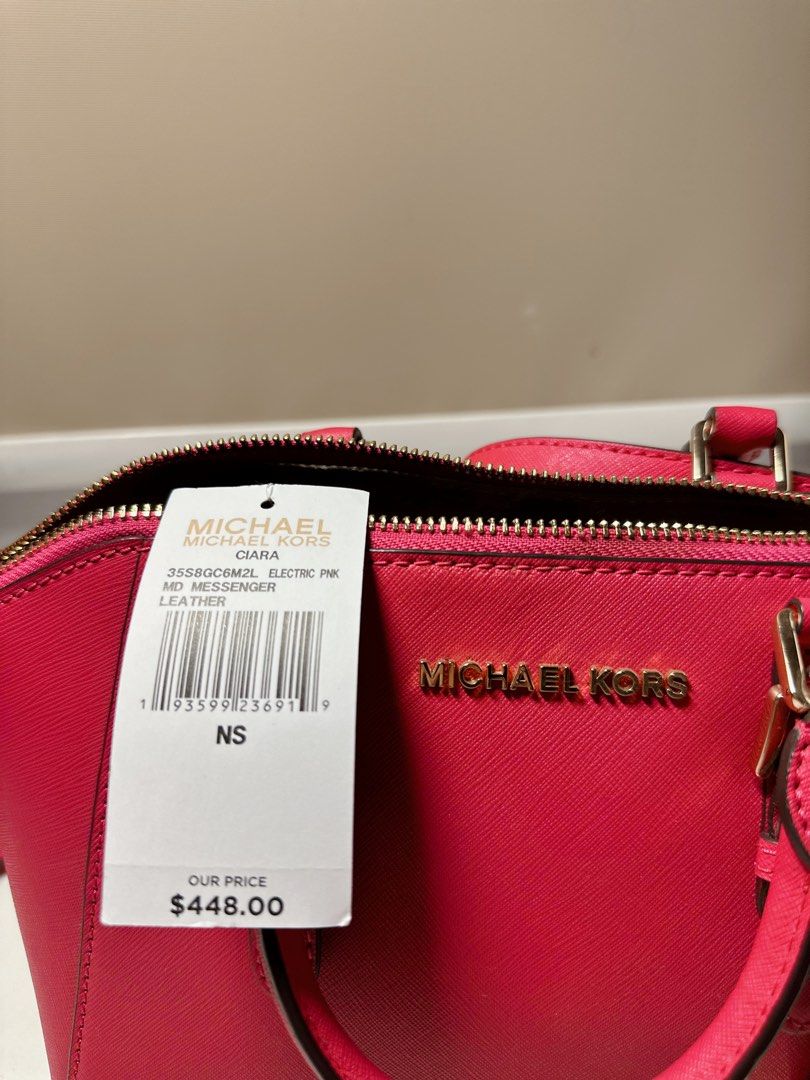 MICHAEL
MICHAEL KORS
CIARA
35S8GC6M2L ELECTRIC PNK
MD MESSENGER
LEATHER
1 93599 23691 9
NS
OUR PRICE
$448.00
MICHAEL KORS